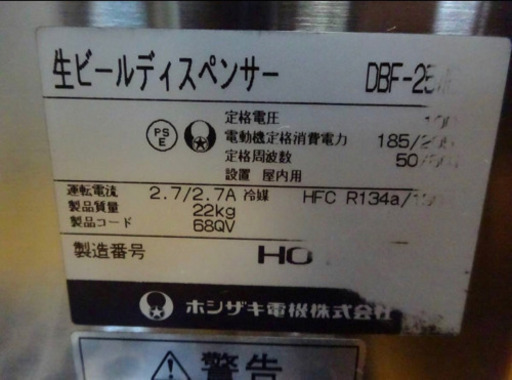 生ビールディスペンサー DBF-25
定格電圧
PS E
電動機定格消費電力 185/
定格周波数 50/
設置 屋内用
運転電流 2.7/2.7A 冷媒 HFC R134a/
製品質量 22kg
製品コード 68QV
製造番号 HO
ホシザキ電機株式会社
警告